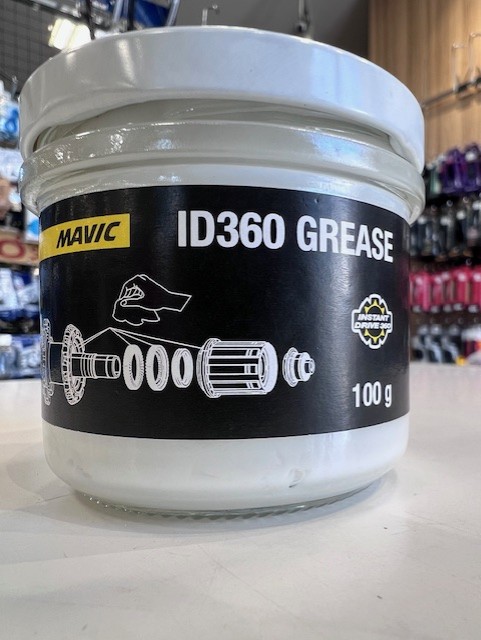 MAVIC
ID360 GREASE
INSTANT
DRIVE 360
100 g